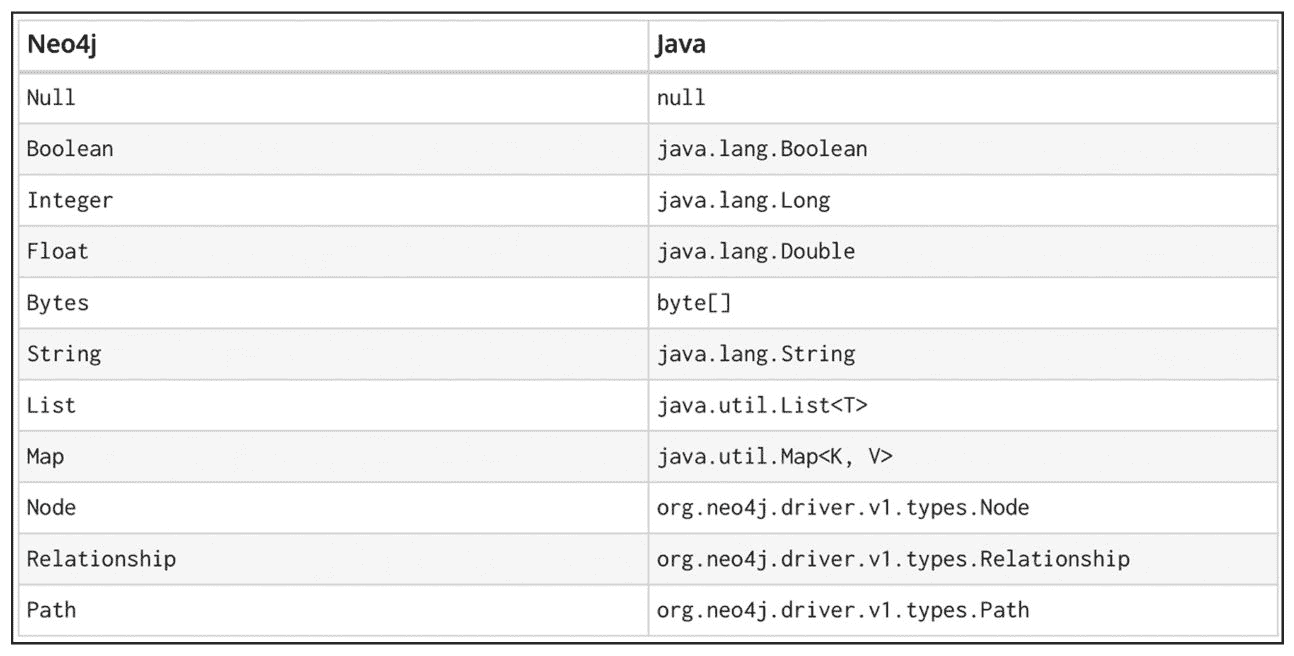 Neo4j Java
Null null
Boolean java.lang.Boolean
Integer java.lang.Long
Float java.lang.Double
Bytes byte[]
String java.lang.String
List java.util.List<T>
Map java.util.Map<K, V>
Node org.neo4j.driver.v1.types.Node
Relationship org.neo4j.driver.v1.types.Relationship
Path org.neo4j.driver.v1.types.Path